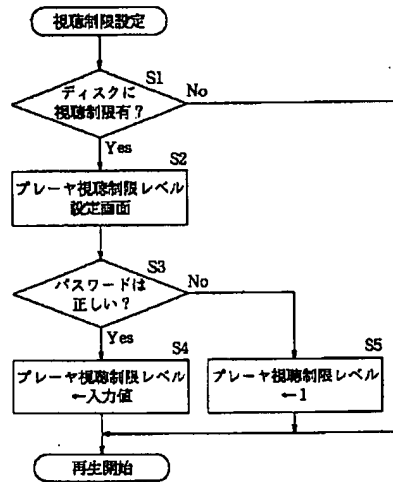 視聴制限設定
S1
ディスクに
視聴制限有?
No
Yes
S2
プレーヤ視聴制限レベル
設定画面
S3
パスワードは
正しい?
No
Yes
S4
プレーヤ視聴制限レベル
←入力値
S5
プレーヤ視聴制限レベル
←1
再生開始